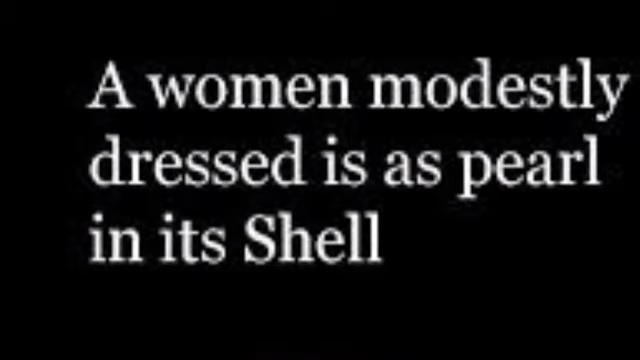 A women modestly
dressed is as pearl
in its Shell